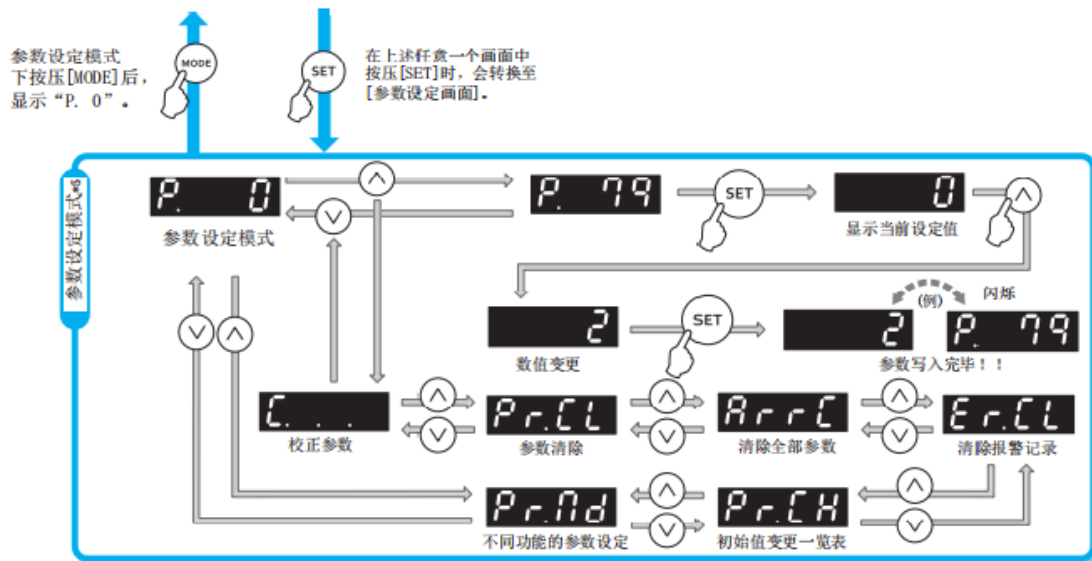 参数设定模式
下按压[MODE]后，
显示“P. 0”。
MODE
SET
在上述任意一个画面中
按压[SET]时，会转换至
[参数设定画面]。
参数设定模式*5
P. 0
参数设定模式
P. 79
SET
0
显示当前设定值
2
数值变更
SET
(例)
闪烁
2
P. 79
参数写入完毕！！
C. . .
校正参数
Pr.CL
参数清除
ArrC
清除全部参数
Er.CL
清除报警记录
Pr.nd
不同功能的参数设定
Pr.CH
初始值变更一览表